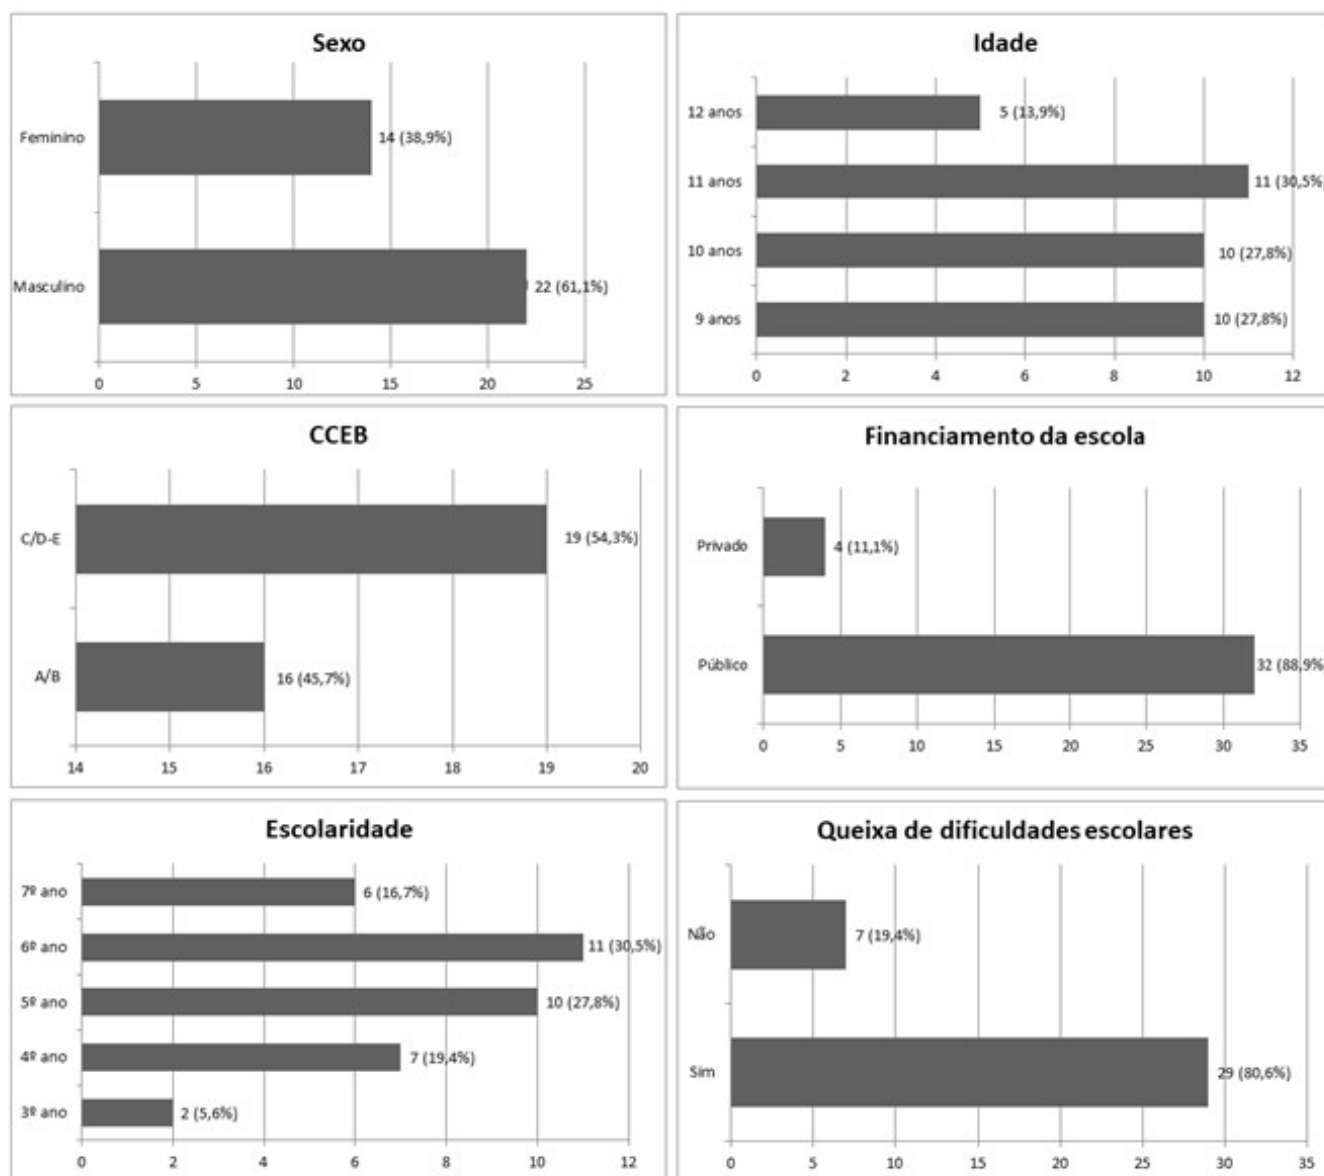 Sexo
Feminino
14 (38,9%)
Masculino
22 (61,1%)
0 5 10 15 20 25
Idade
12 anos
5 (13,9%)
11 anos
11 (30,5%)
10 anos
10 (27,8%)
9 anos
10 (27,8%)
0 2 4 6 8 10 12
CCEB
C/D-E
19 (54,3%)
A/B
16 (45,7%)
14 15 16 17 18 19 20
Financiamento da escola
Privado
4 (11,1%)
Público
32 (88,9%
0 5 10 15 20 25 30 35
Escolaridade
7º ano
6 (16,7%)
6º ano
11 (30,5%)
5º ano
10 (27,8%)
4º ano
7 (19,4%)
3º ano
2 (5,6%)
0 2 4 6 8 10 12
Queixa de dificuldades escolares
Não
7 (19,4%)
Sim
29 (80,6%)
0 5 10 15 20 25 30 35